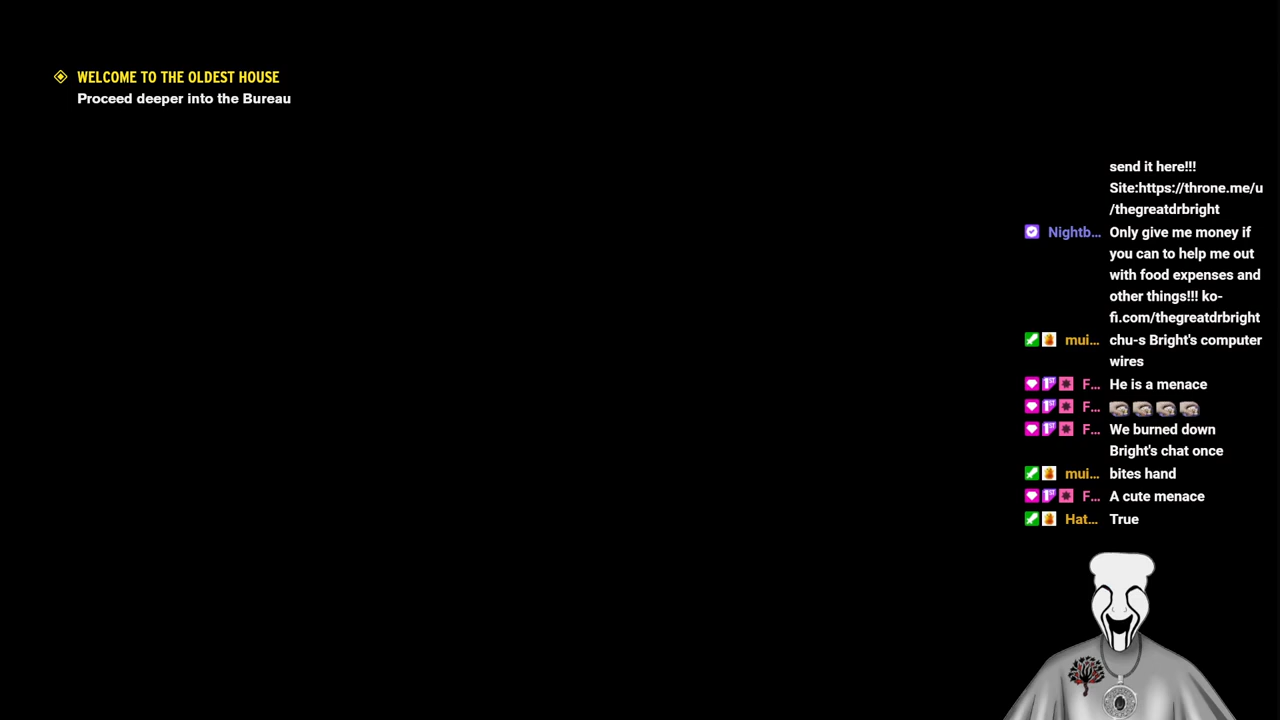 WELCOME TO THE OLDEST HOUSE
Proceed deeper into the Bureau
send it here!!!
Site:https://throne.me/u
/thegreatdrbright
Nightb... Only give me money if
you can to help me out
with food expenses and
other things!!! ko-
fi.com/thegreatdrbright
mui... chu-s Bright's computer
wires
F... He is a menace
F...
F... We burned down
Bright's chat once
mui... bites hand
F... A cute menace
Hat... True